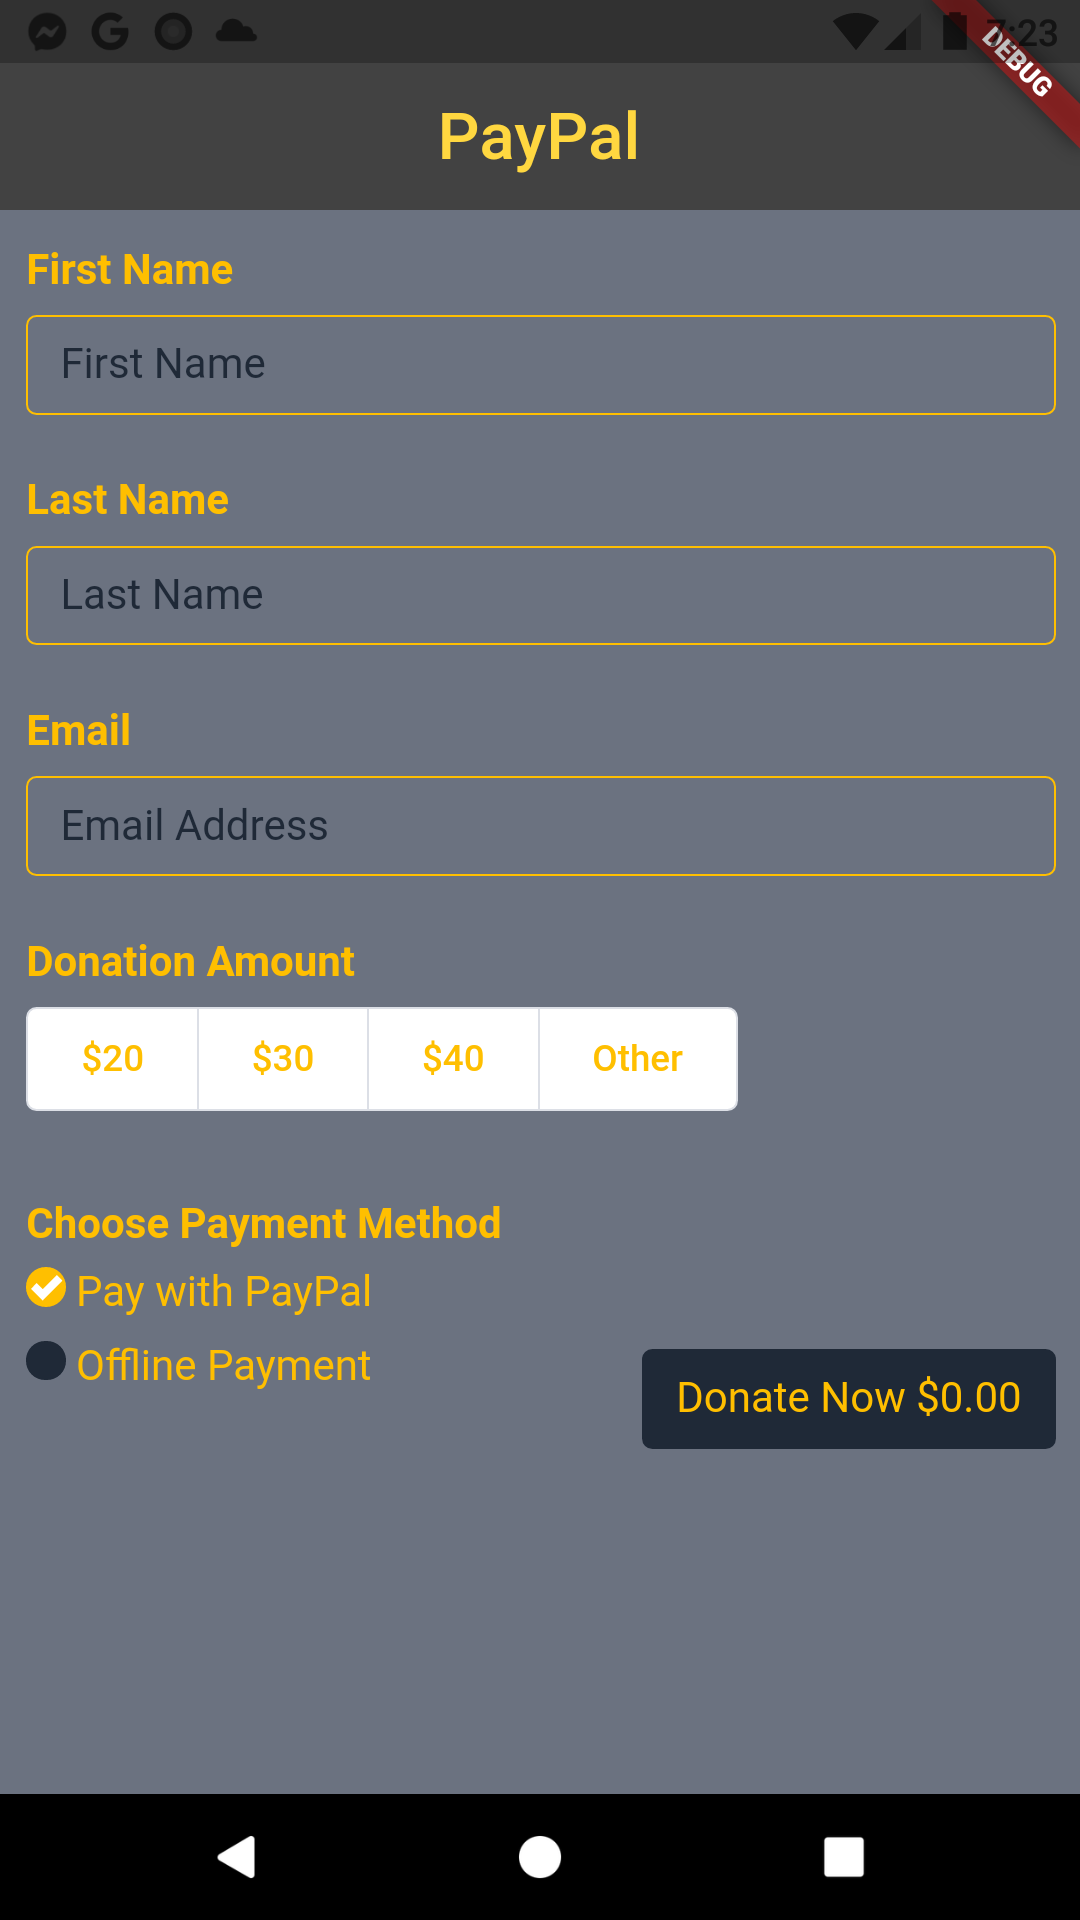 7:23
DEBUG
PayPal
First Name
First Name
Last Name
Last Name
Email
Email Address
Donation Amount
$20 $30 $40 Other
Choose Payment Method
Pay with PayPal
Offline Payment
Donate Now $0.00